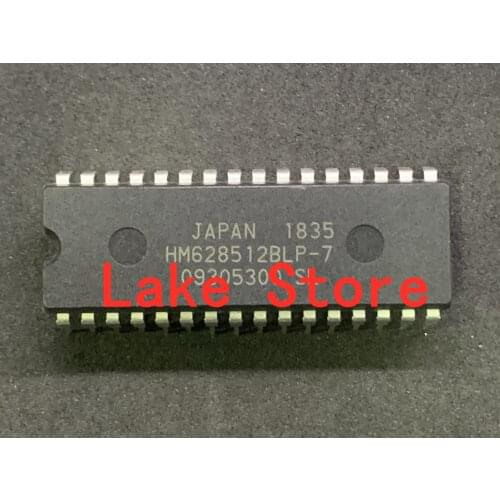 JAPAN 1835
HM628512BLP-7
Lake Store